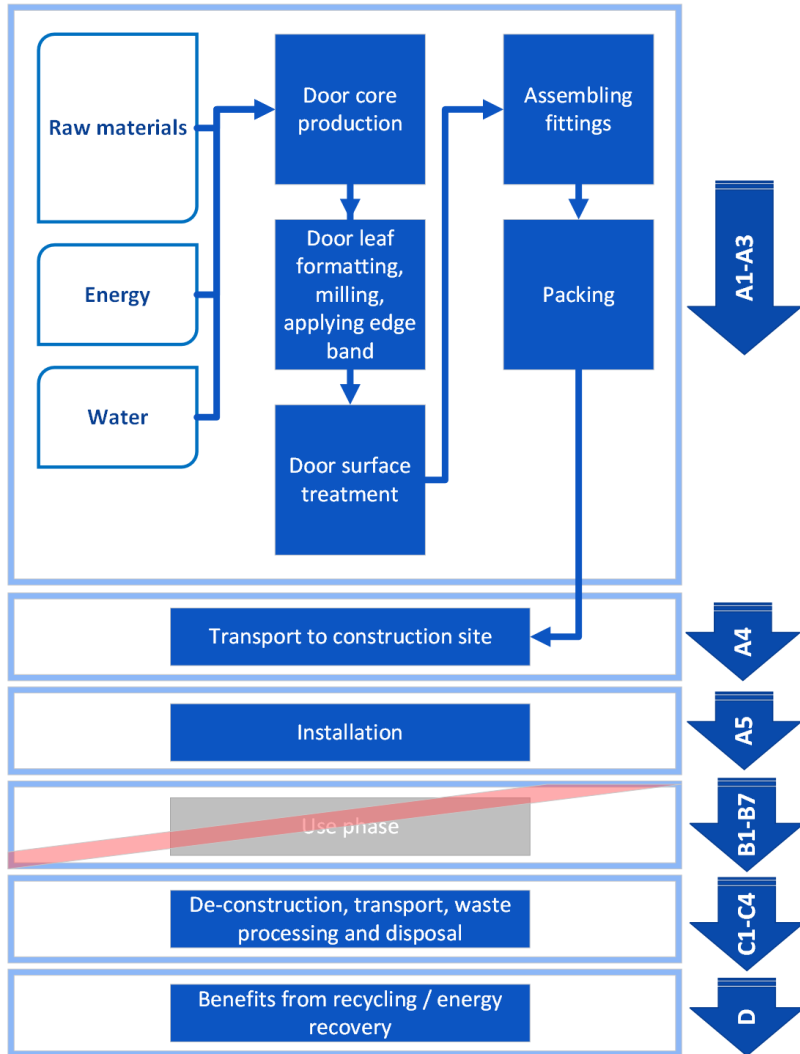 Raw materials
Energy
Water
Door core
production
Door leaf
formatting,
milling,
applying edge
band
Door surface
treatment
Assembling
fittings
Packing
A1-A3
Transport to construction site
A4
Installation
A5
Use phase
B1-B7
De-construction, transport, waste
processing and disposal
C1-C4
Benefits from recycling / energy
recovery
D